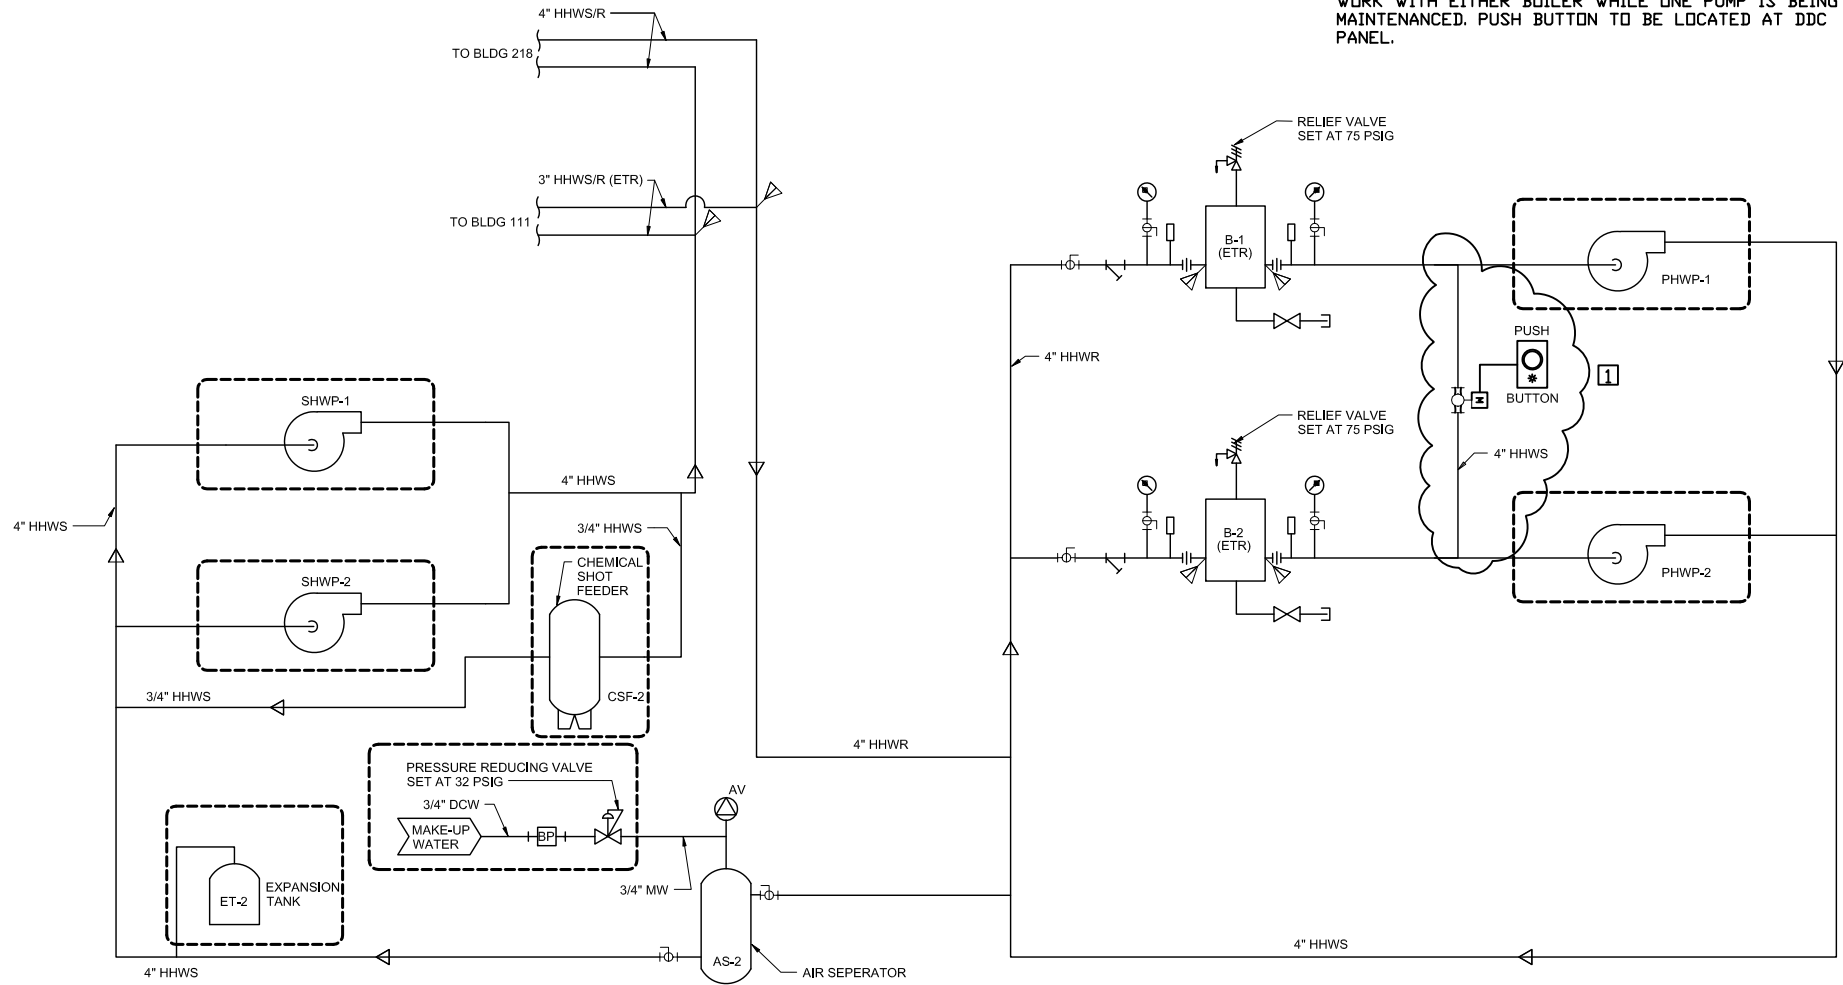 WORK WITH EITHER BOILER WHILE ONE PUMP IS BEING
MAINTENANCED. PUSH BUTTON TO BE LOCATED AT DDC
PANEL.
4" HHWS/R
TO BLDG 218
3" HHWS/R (ETR)
TO BLDG 111
RELIEF VALVE
SET AT 75 PSIG
B-1
(ETR)
PHWP-1
4" HHWR
PUSH
BUTTON
M
1
RELIEF VALVE
SET AT 75 PSIG
4" HHWS
B-2
(ETR)
PHWP-2
SHWP-1
4" HHWS
4" HHWS
3/4" HHWS
SHWP-2
CHEMICAL
SHOT
FEEDER
3/4" HHWS
CSF-2
4" HHWR
PRESSURE REDUCING VALVE
SET AT 32 PSIG
3/4" DCW
MAKE-UP
WATER
BP
AV
3/4" MW
EXPANSION
TANK
ET-2
4" HHWS
AS-2
AIR SEPERATOR
4" HHWS